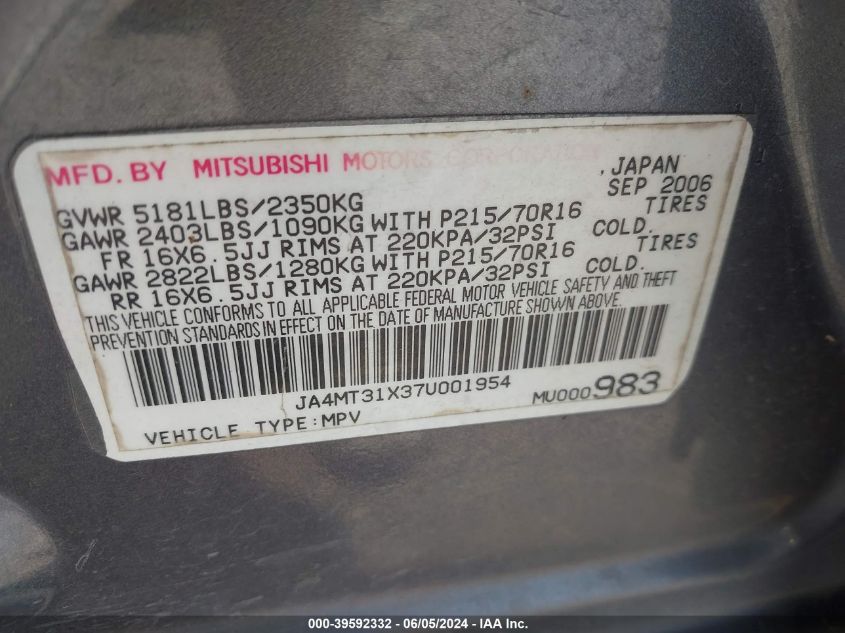 MFD. BY MITSUBISHI MOTORS CORPORATION, JAPAN
SEP 2006
GVWR 5181LBS/2350KG
GAWR 2403LBS/1090KG WITH P215/70R16 TIRES
FR 16X6.5JJ RIMS AT 220KPA/32PSI COLD.
GAWR 2822LBS/1280KG WITH P215/70R16 TIRES
RR 16X6.5JJ RIMS AT 220KPA/32PSI COLD.
THIS VEHICLE CONFORMS TO ALL APPLICABLE FEDERAL MOTOR VEHICLE SAFETY AND THEFT
PREVENTION STANDARDS IN EFFECT ON THE DATE OF MANUFACTURE SHOWN ABOVE.
JA4MT31X37U001954
MU000983
VEHICLE TYPE:MPV
000-39592332 - 06/05/2024 - IAA Inc.